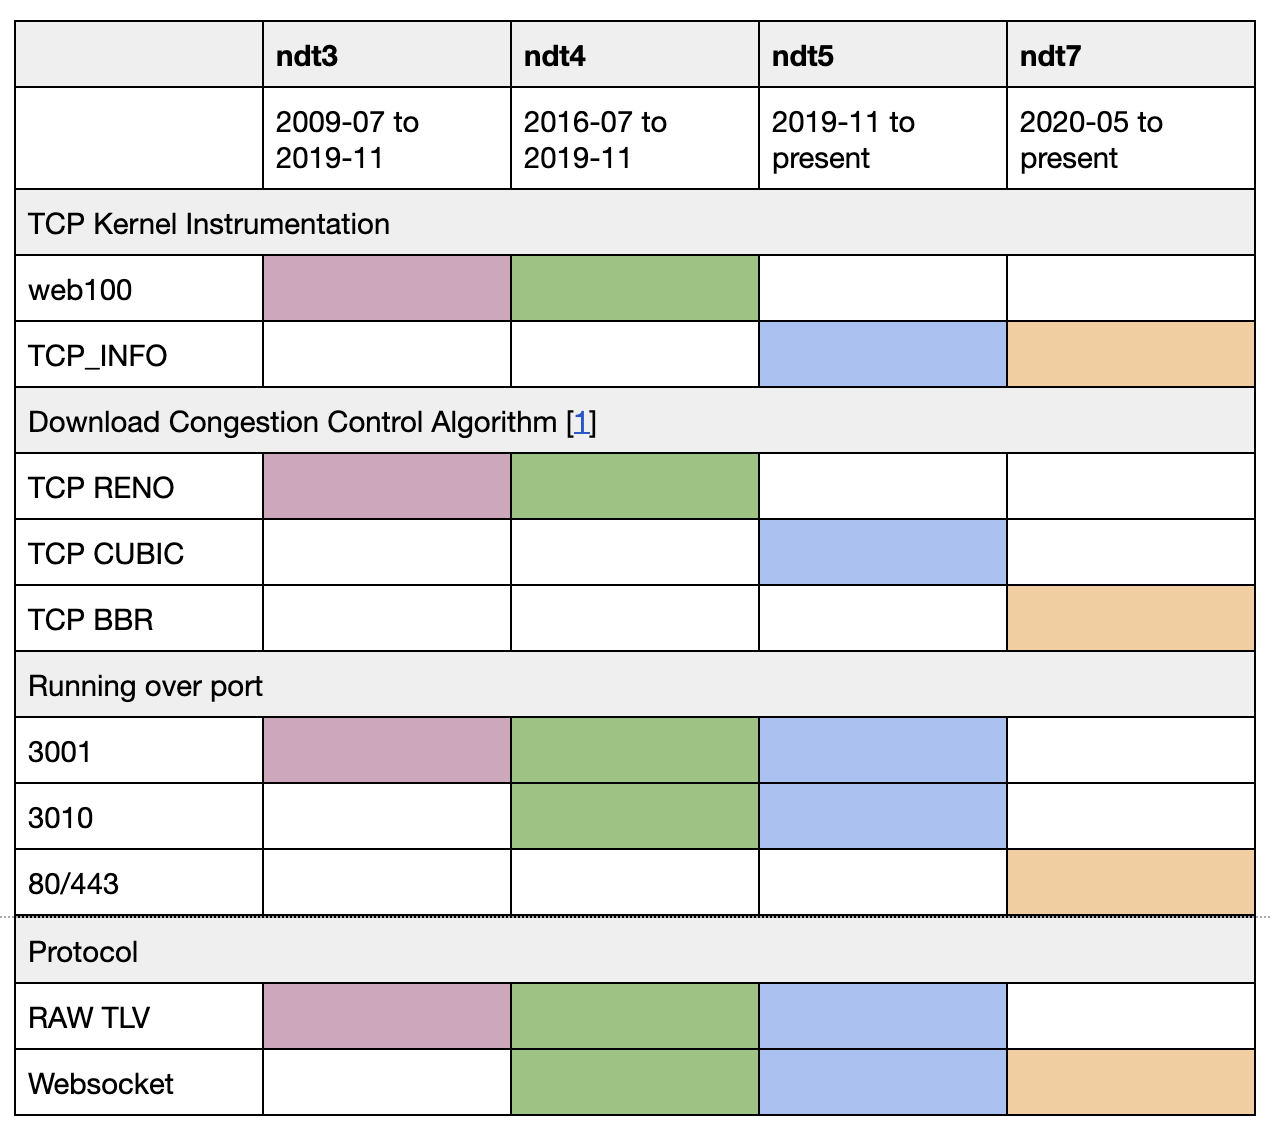 ndt3 ndt4 ndt5 ndt7
2009-07 to 2016-07 to 2019-11 to 2020-05 to
2019-11 2019-11 present present
TCP Kernel Instrumentation
web100
TCP_INFO
Download Congestion Control Algorithm [1]
TCP RENO
TCP CUBIC
TCP BBR
Running over port
3001
3010
80/443
Protocol
RAW TLV
Websocket